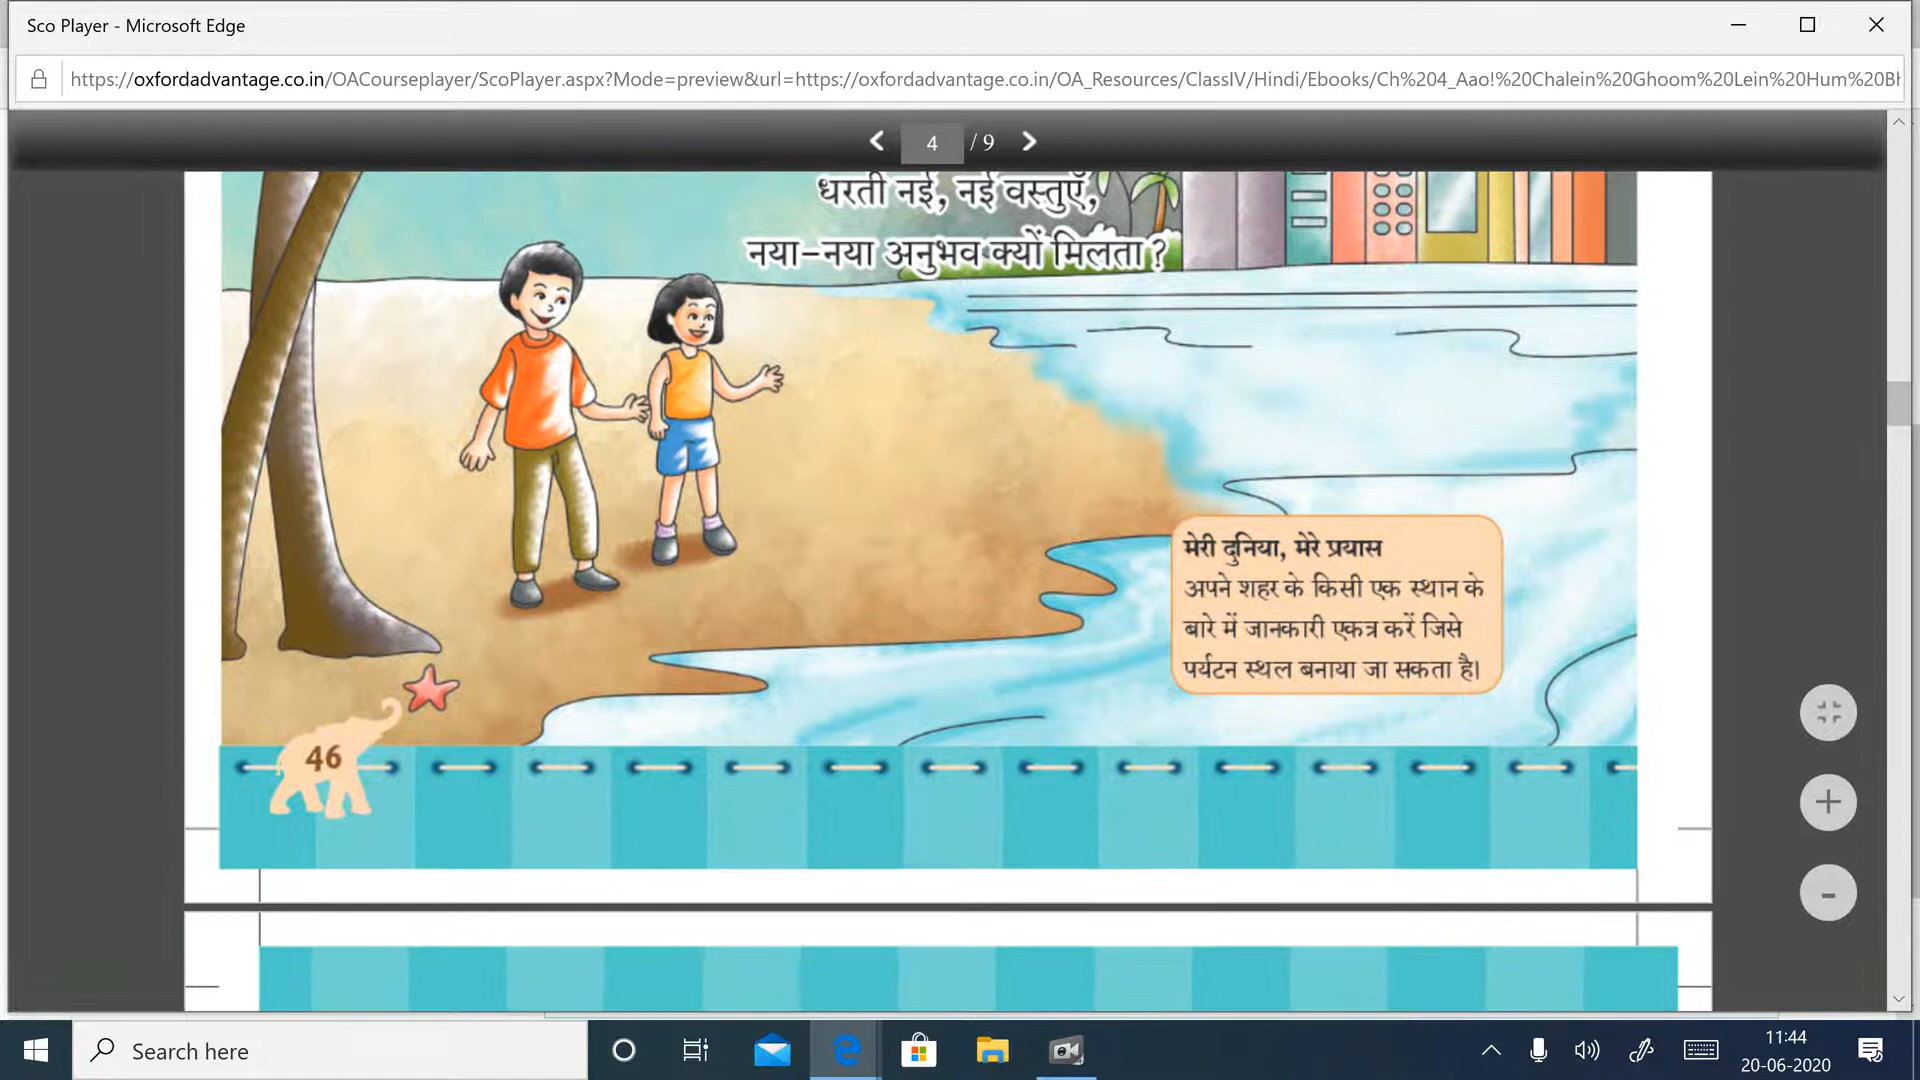 Sco Player - Microsoft Edge
https://oxfordadvantage.co.in/OACourseplayer/ScoPlayer.aspx?Mode=preview&url=https://oxfordadvantage.co.in/OA_Resources/ClassIV/Hindi/Ebooks/Ch%204_Aao!%20Chalein%20Ghoom%20Lein%20Hum%20Bh
4 / 9
धरती नई, नई वस्तुएँ,
नया–नया अनुभव क्यों मिलता?
मेरी दुनिया, मेरे प्रयास
अपने शहर के किसी एक स्थान के
बारे में जानकारी एकत्र करें जिसे
पर्यटन स्थल बनाया जा सकता है।
46
Search here
11:44
20-06-2020